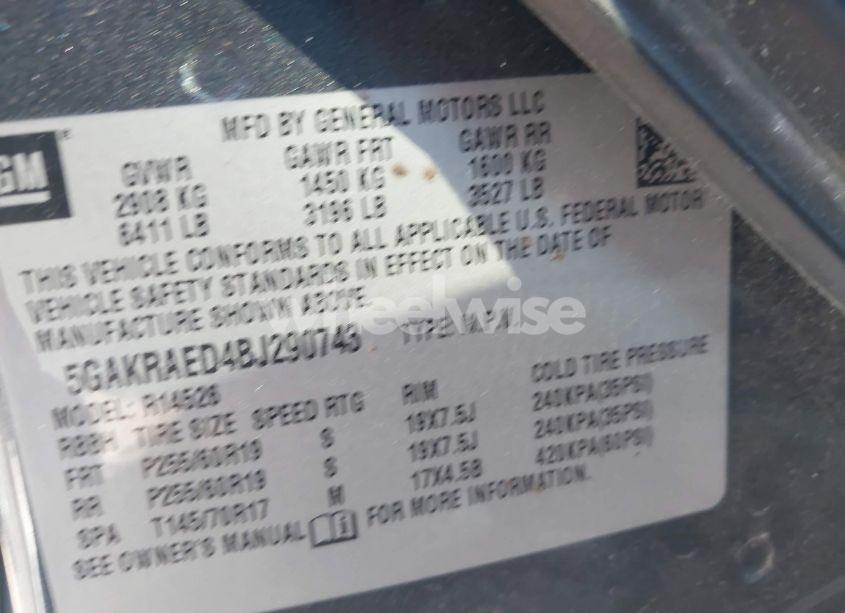 GM
MFD BY GENERAL MOTORS LLC
GVWR GAWR FRT GAWR RR
2908 KG 1450 KG 1600 KG
6411 LB 3196 LB 3527 LB
THIS VEHICLE CONFORMS TO ALL APPLICABLE U.S. FEDERAL MOTOR
VEHICLE SAFETY STANDARDS IN EFFECT ON THE DATE OF
MANUFACTURE SHOWN ABOVE.
wheelwise
5GAKRAED4BJ290743 TYPE: M.P.V.
MODEL: R14526
RBBH TIRE SIZE SPEED RTG RIM COLD TIRE PRESSURE
FRT P255/60R19 S 19X7.5J 240KPA(35PSI)
RR P255/60R19 S 19X7.5J 240KPA(35PSI)
SPA T145/70R17 M 17X4.5B 420KPA(60PSI)
SEE OWNER'S MANUAL FOR MORE INFORMATION.